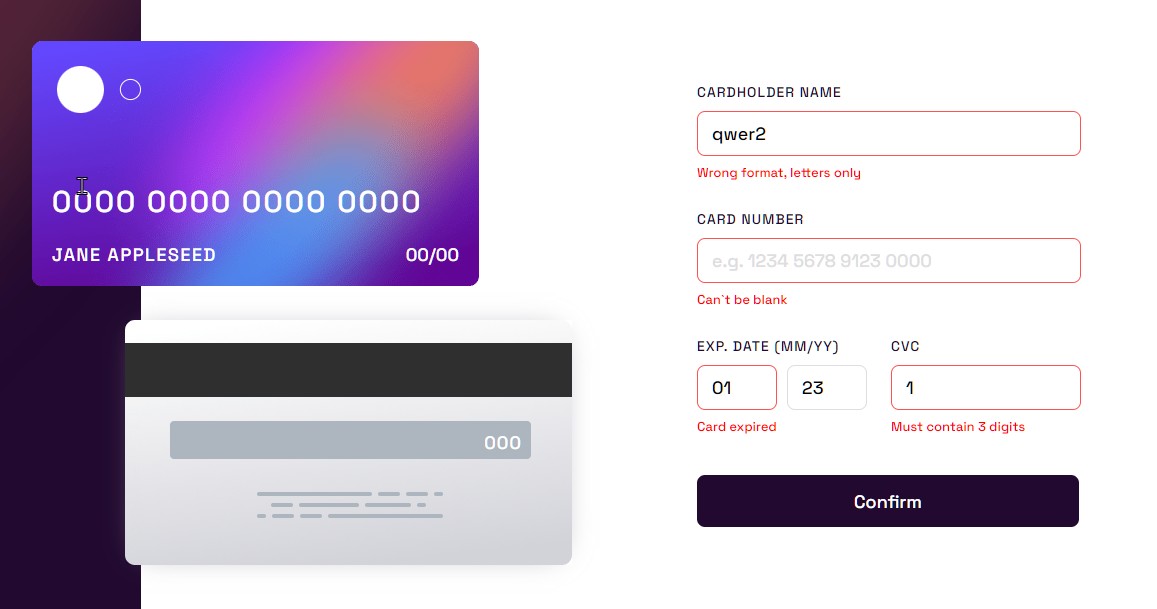 0000 0000 0000 0000
JANE APPLESEED 00/00
000
CARDHOLDER NAME
qwer2
Wrong format, letters only
CARD NUMBER
e.g. 1234 5678 9123 0000
Can`t be blank
EXP. DATE (MM/YY) CVC
01 23 1
Card expired Must contain 3 digits
Confirm